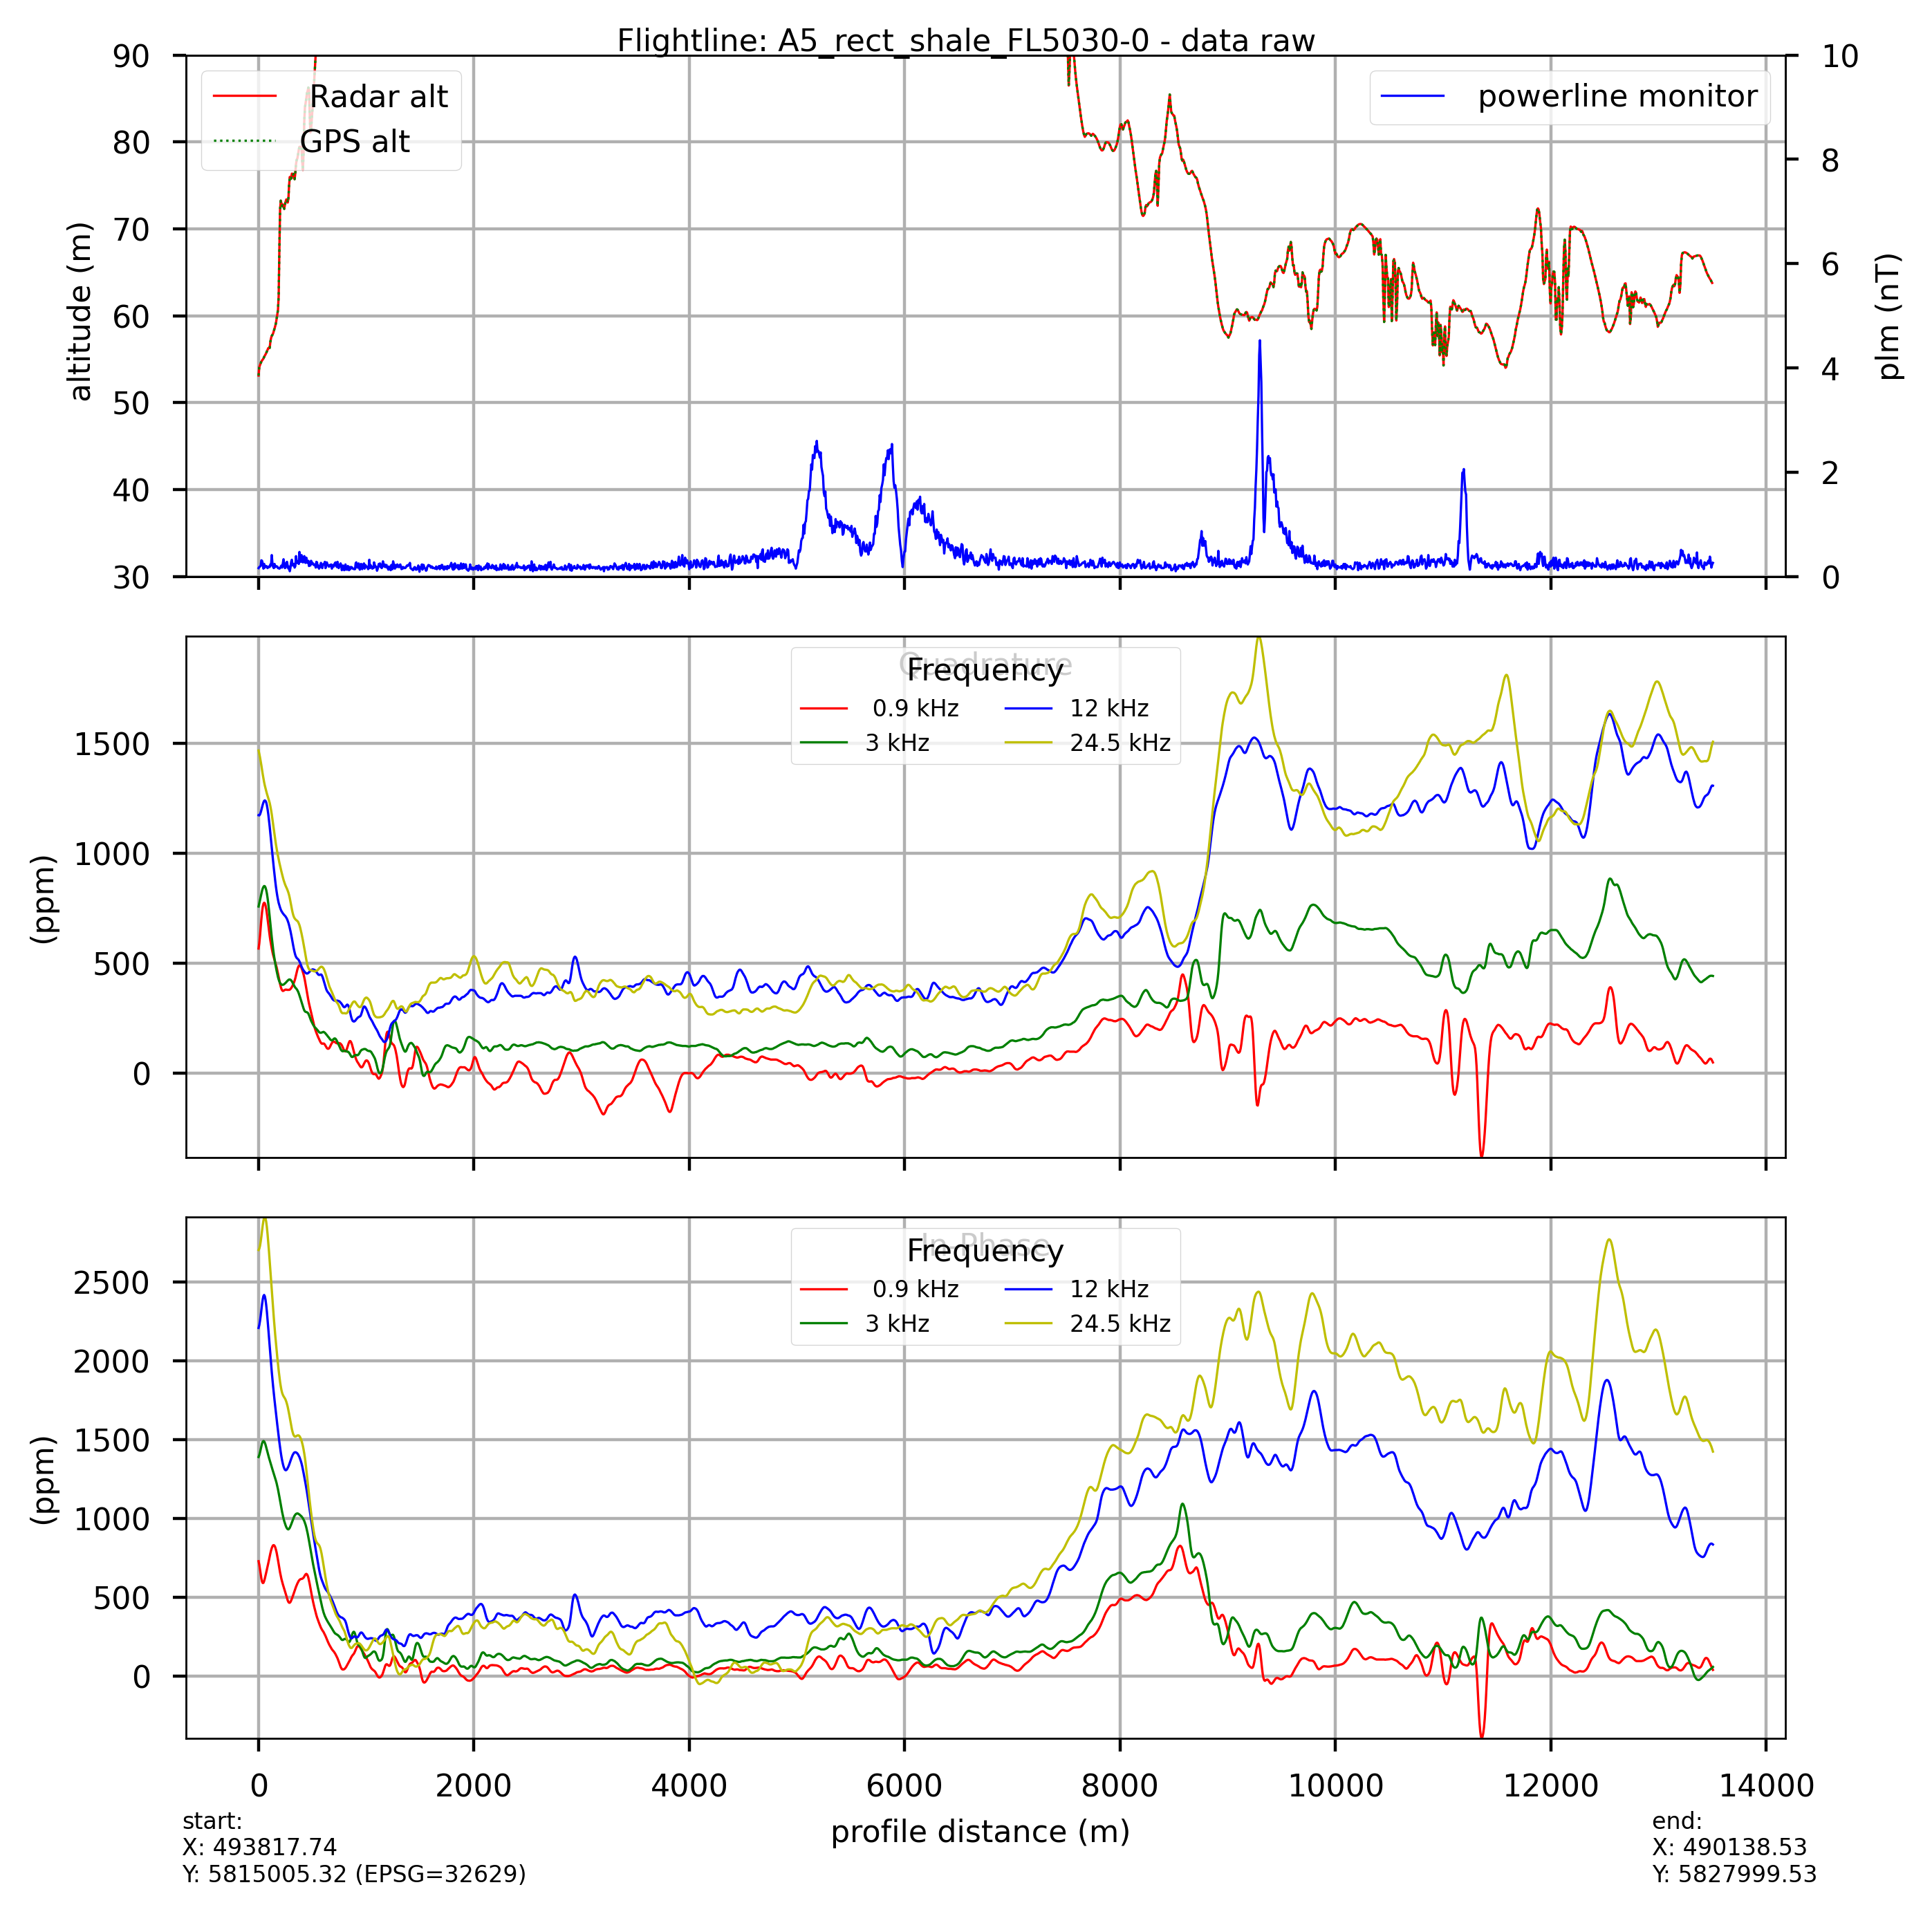 Flightline: A5_rect_shale_FL5030-0 - data raw
90
80
70
60
50
40
30
altitude (m)
Radar alt
GPS alt
powerline monitor
10
8
6
4
2
0
plm (nT)
Quadrature
Frequency
0.9 kHz
3 kHz
12 kHz
24.5 kHz
1500
1000
500
0
(ppm)
In-Phase
Frequency
0.9 kHz
3 kHz
12 kHz
24.5 kHz
2500
2000
1500
1000
500
0
(ppm)
0 2000 4000 6000 8000 10000 12000 14000
profile distance (m)
start:
X: 493817.74
Y: 5815005.32 (EPSG=32629)
end:
X: 490138.53
Y: 5827999.53